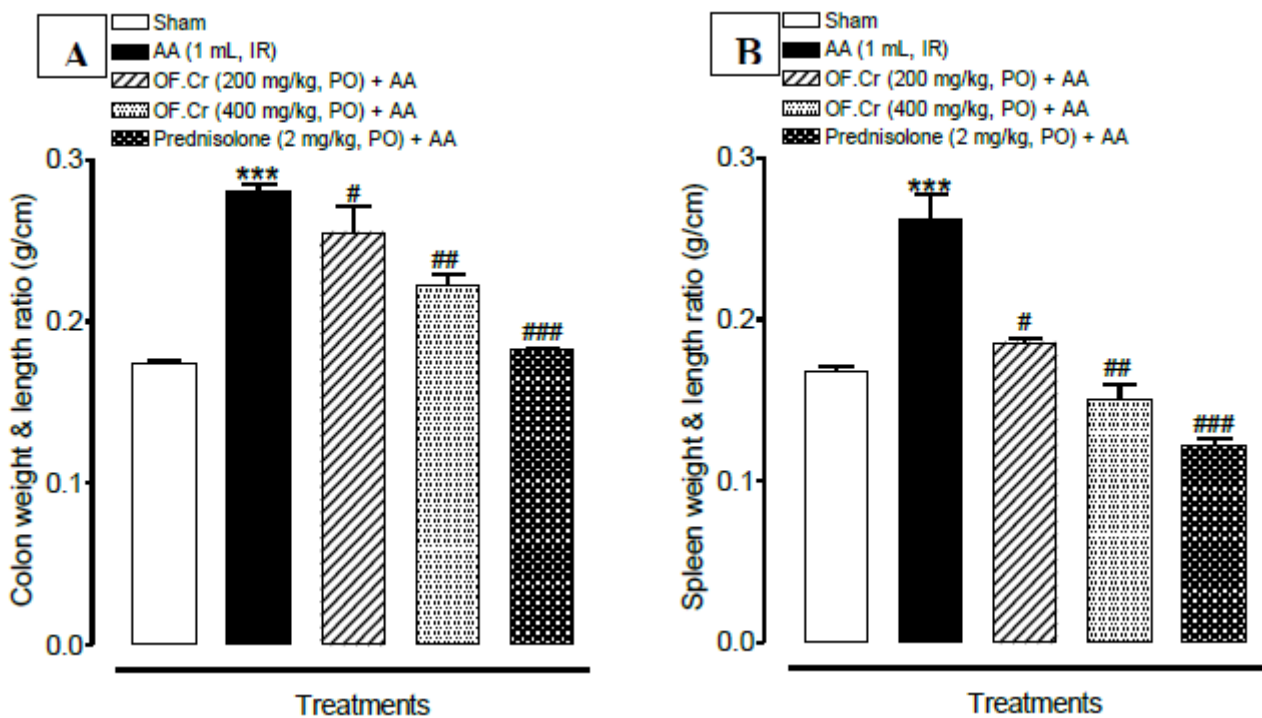 A
Sham
AA (1 mL, IR)
OF.Cr (200 mg/kg, PO) + AA
OF.Cr (400 mg/kg, PO) + AA
Prednisolone (2 mg/kg, PO) + AA
Colon weight & length ratio (g/cm)
0.3
0.2
0.1
0.0
***
#
##
###
Treatments
B
Sham
AA (1 mL, IR)
OF.Cr (200 mg/kg, PO) + AA
OF.Cr (400 mg/kg, PO) + AA
Prednisolone (2 mg/kg, PO) + AA
Spleen weight & length ratio (g/cm)
0.3
0.2
0.1
0.0
***
#
##
###
Treatments